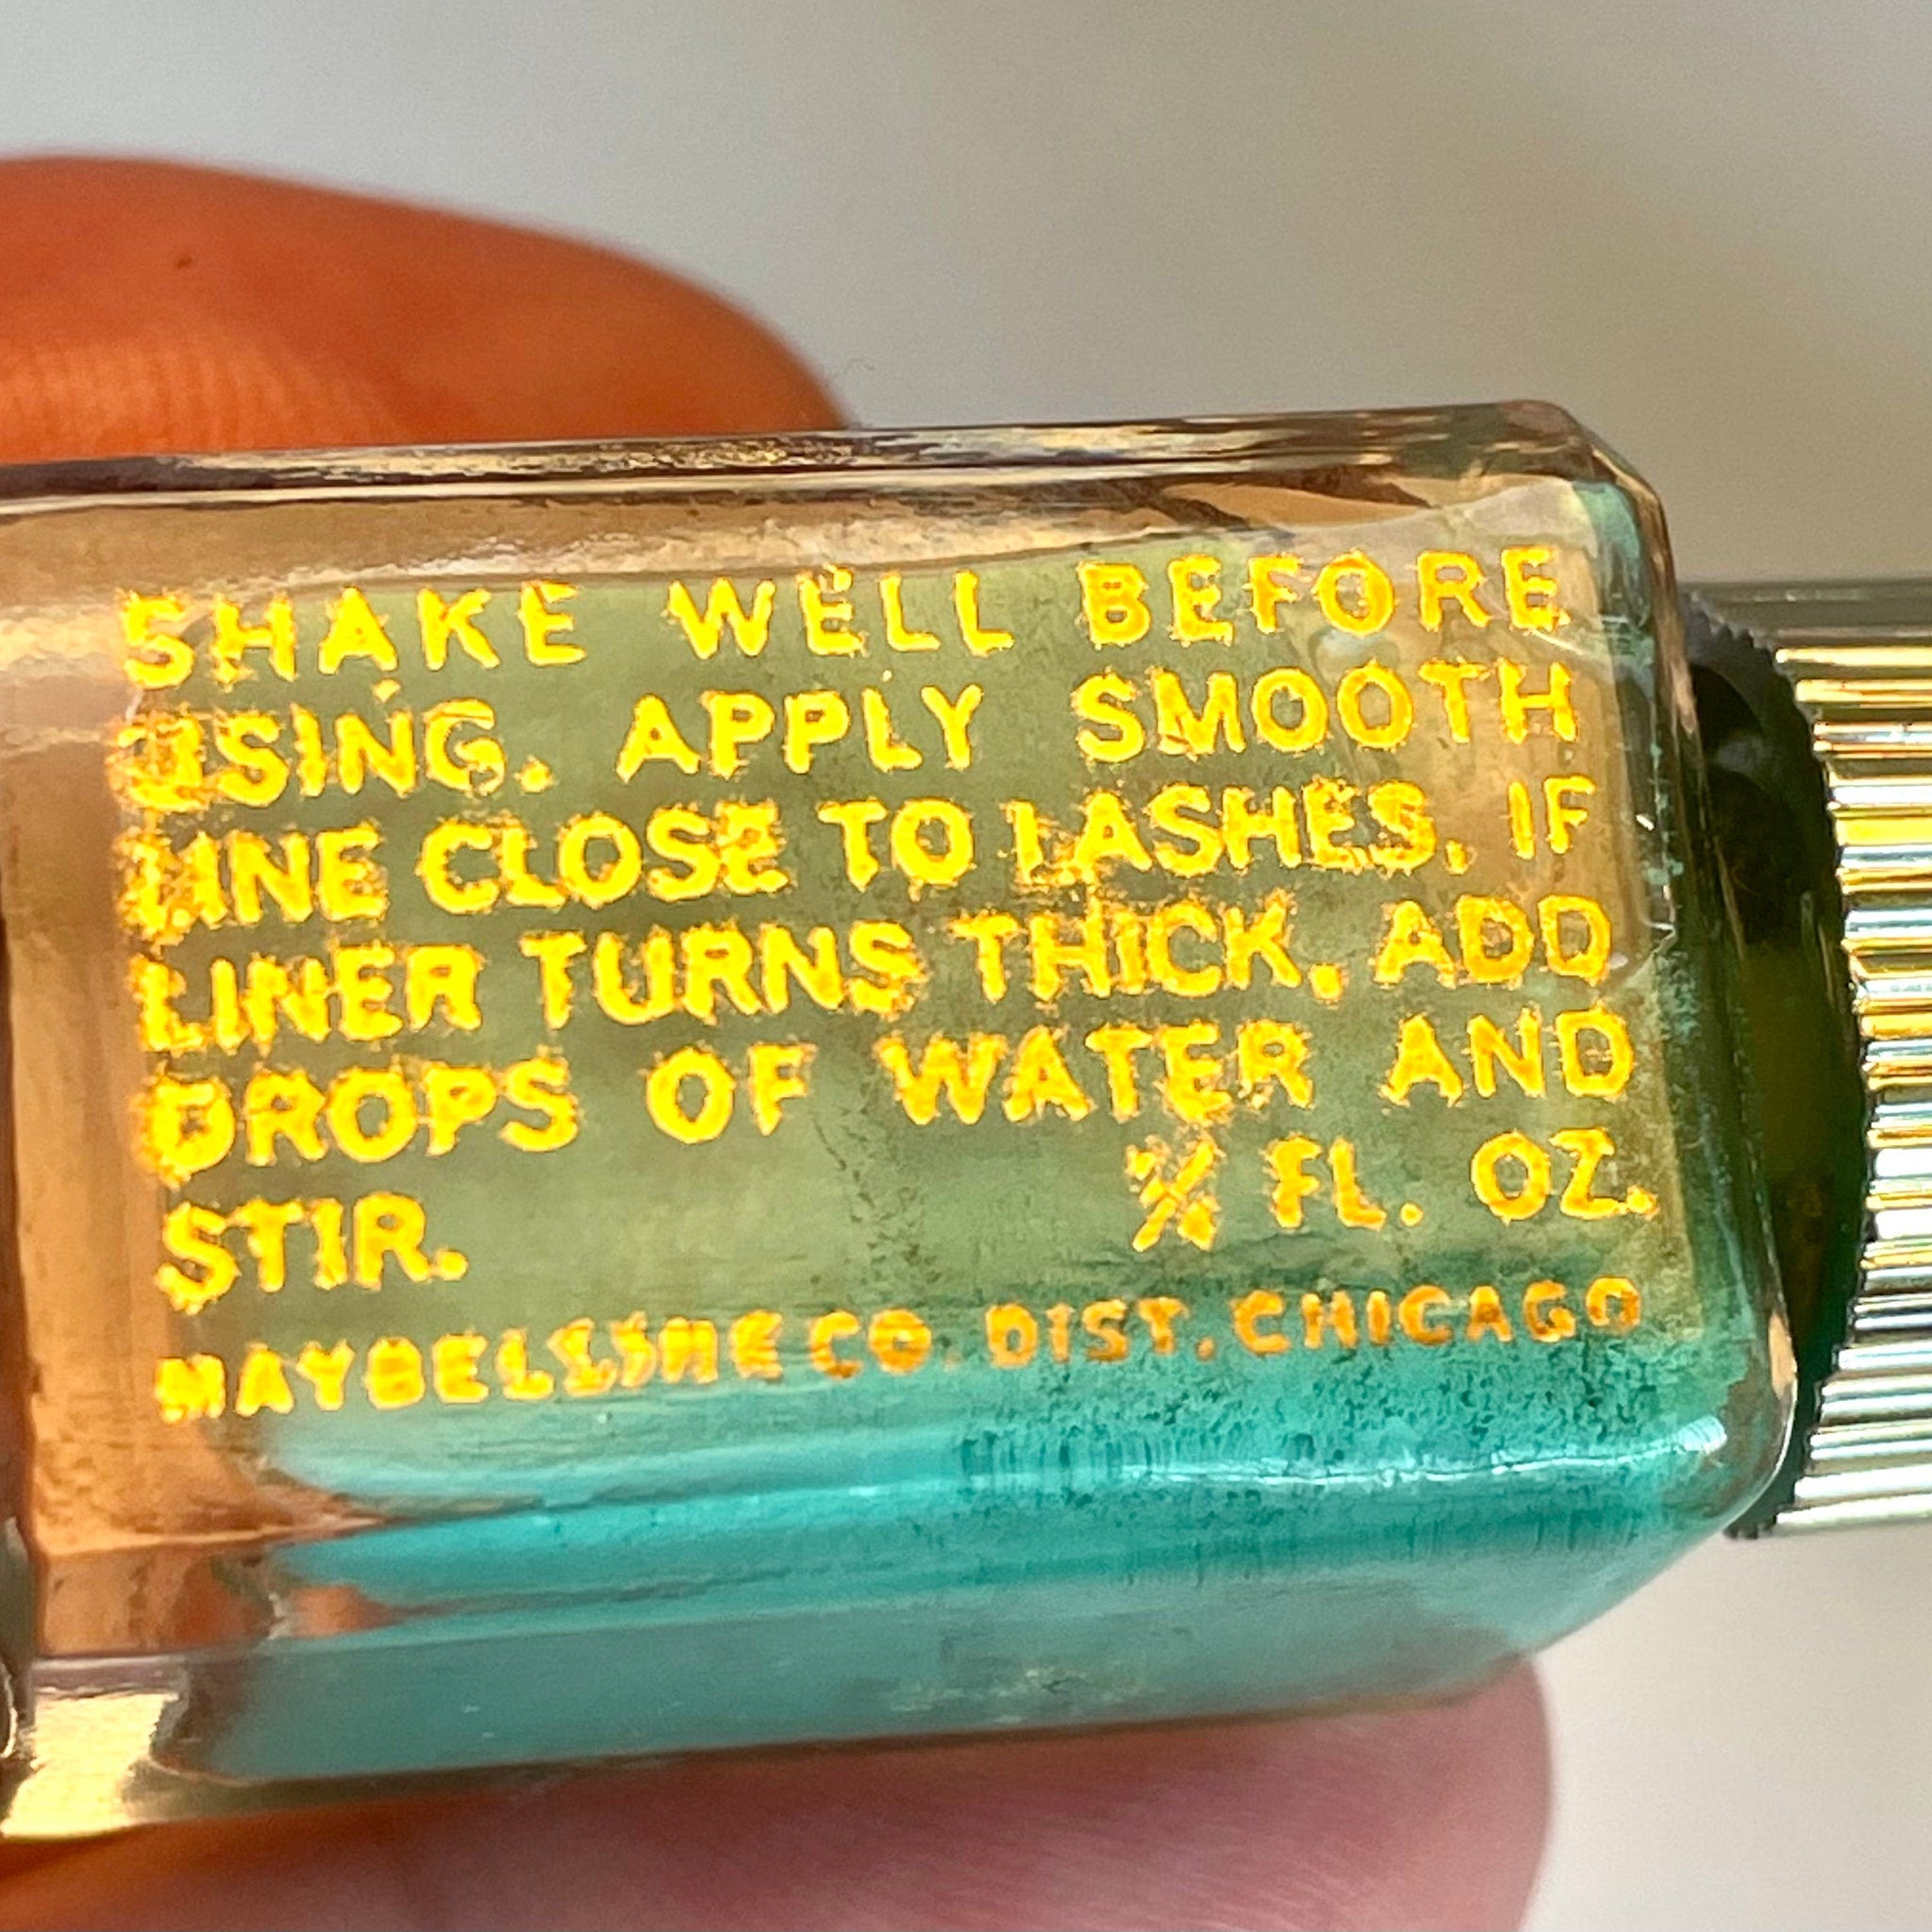 SHAKE WELL BEFORE
USING. APPLY SMOOTH
LINE CLOSE TO LASHES. IF
LINER TURNS THICK, ADD
DROPS OF WATER AND
STIR. FL. OZ.
MAYBELLINE CO. DIST. CHICAGO